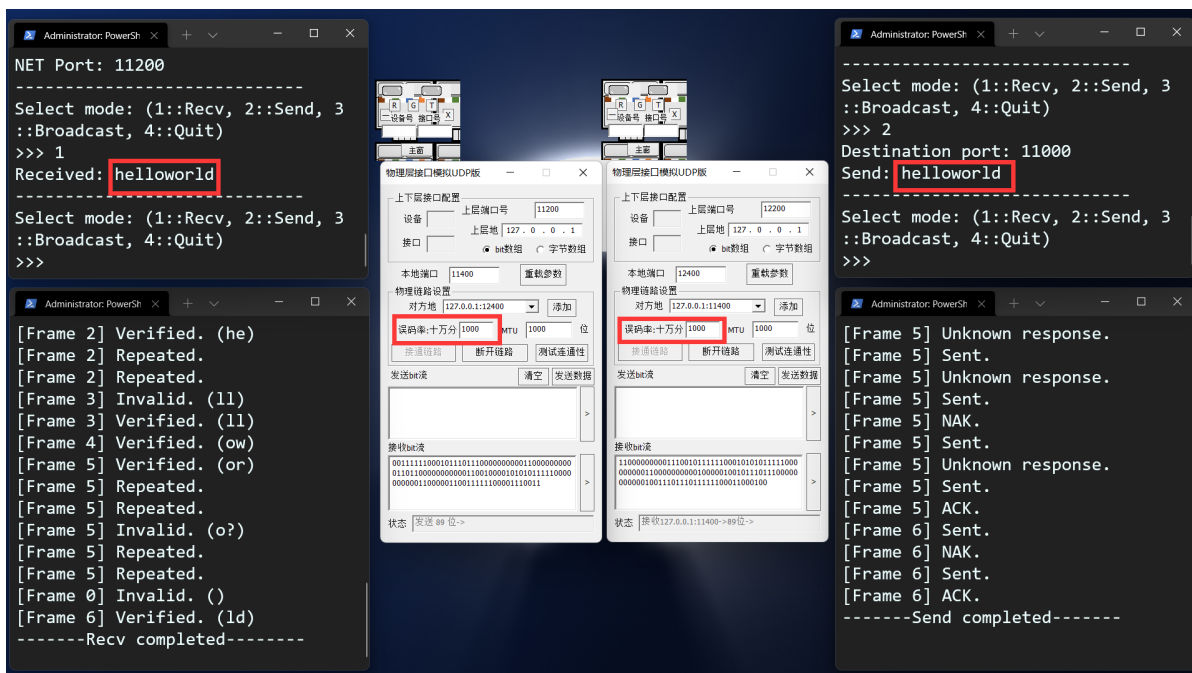 Administrator: PowerSh
NET Port: 11200
------------------------------
Select mode: (1::Recv, 2::Send, 3
::Broadcast, 4::Quit)
>>> 1
Received: helloworld
------------------------------
Select mode: (1::Recv, 2::Send, 3
::Broadcast, 4::Quit)
>>>
Administrator: PowerSh
[Frame 2] Verified. (he)
[Frame 2] Repeated.
[Frame 2] Repeated.
[Frame 3] Invalid. (ll)
[Frame 3] Verified. (ll)
[Frame 4] Verified. (ow)
[Frame 5] Verified. (or)
[Frame 5] Repeated.
[Frame 5] Repeated.
[Frame 5] Invalid. (o?)
[Frame 5] Repeated.
[Frame 5] Repeated.
[Frame 0] Invalid. ()
[Frame 6] Verified. (ld)
-------Recv completed--------
R G T
设备号 接口号 X
主窗
物理层接口模拟UDP版
上下层接口配置
设备 上层端口号 11200
上层地 127 . 0 . 0 . 1
接口 bit数组 字节数组
本地端口 11400 重载参数
物理链路设置
对方地 127.0.0.1:12400 添加
误码率:十万分 1000 MTU 1000 位
接通链路 断开链路 测试连通性
发送bit流 清空 发送数据
>
接收bit流
>
状态 发送 89 位->
R G T
设备号 接口号 X
主窗
物理层接口模拟UDP版
上下层接口配置
设备 上层端口号 12200
上层地 127 . 0 . 0 . 1
接口 bit数组 字节数组
本地端口 12400 重载参数
物理链路设置
对方地 127.0.0.1:11400 添加
误码率:十万分 1000 MTU 1000 位
接通链路 断开链路 测试连通性
发送bit流 清空 发送数据
>
接收bit流
>
状态 接收127.0.0.1:11400->89位->
Administrator: PowerSh
------------------------------
Select mode: (1::Recv, 2::Send, 3
::Broadcast, 4::Quit)
>>> 2
Destination port: 11000
Send: helloworld
------------------------------
Select mode: (1::Recv, 2::Send, 3
::Broadcast, 4::Quit)
>>>
Administrator: PowerSh
[Frame 5] Unknown response.
[Frame 5] Sent.
[Frame 5] Unknown response.
[Frame 5] Sent.
[Frame 5] NAK.
[Frame 5] Sent.
[Frame 5] Unknown response.
[Frame 5] Sent.
[Frame 5] ACK.
[Frame 6] Sent.
[Frame 6] NAK.
[Frame 6] Sent.
[Frame 6] ACK.
-------Send completed-------